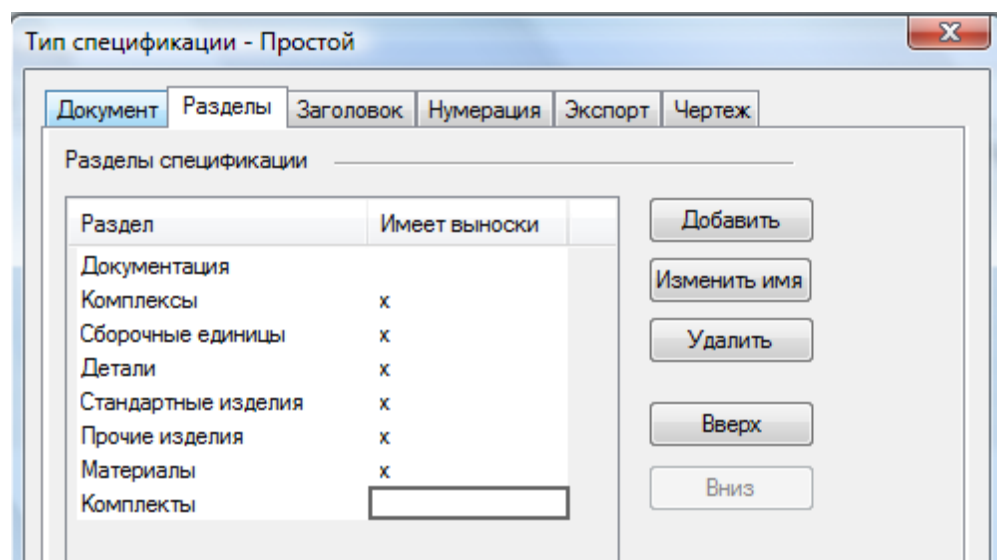 Тип спецификации - Простой
Документ Разделы Заголовок Нумерация Экспорт Чертеж
Разделы спецификации
Раздел Имеет выноски Добавить
Документация
Изменить имя
Комплексы x
Сборочные единицы x Удалить
Детали x
Стандартные изделия x
Прочие изделия x Вверх
Материалы x
Комплекты Вниз